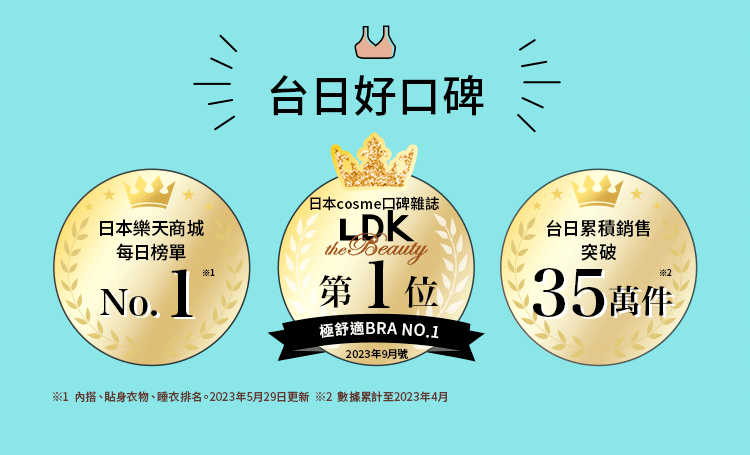 台日好口碑
日本樂天商城
每日榜單
No.1
※1
日本cosme口碑雜誌
LDK
the Beauty
第1位
極舒適BRA NO.1
2023年9月號
台日累積銷售
突破
※2
35萬件
※1 內搭、貼身衣物、睡衣排名。2023年5月29日更新 ※2 數據累計至2023年4月